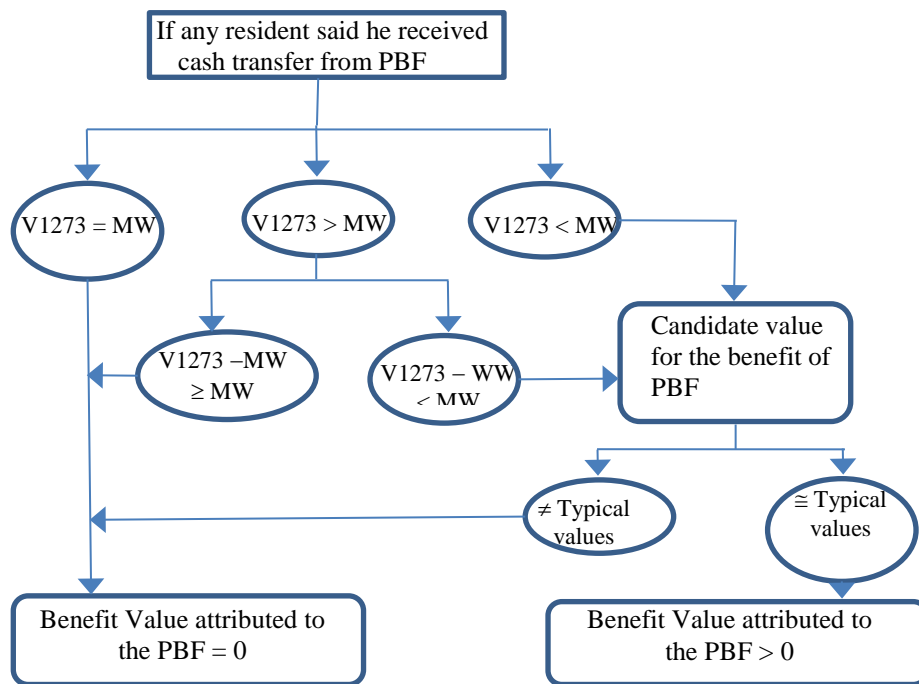 If any resident said he received
cash transfer from PBF
V1273 = MW
V1273 > MW
V1273 < MW
V1273 –MW
≥ MW
V1273 – WW
< MW
Candidate value
for the benefit of
PBF
≠ Typical
values
≅ Typical
values
Benefit Value attributed to
the PBF = 0
Benefit Value attributed to
the PBF > 0